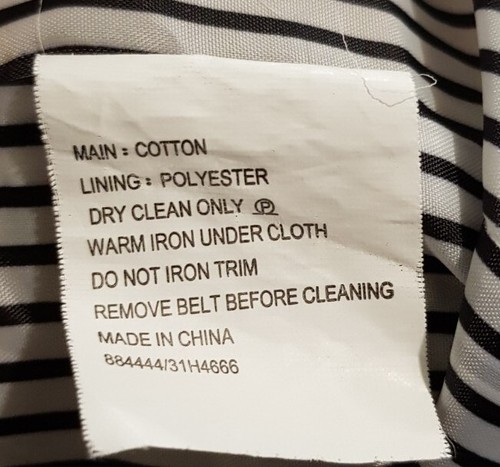 MAIN : COTTON
LINING : POLYESTER
DRY CLEAN ONLY Ⓟ
WARM IRON UNDER CLOTH
DO NOT IRON TRIM
REMOVE BELT BEFORE CLEANING
MADE IN CHINA
884444/31H4666